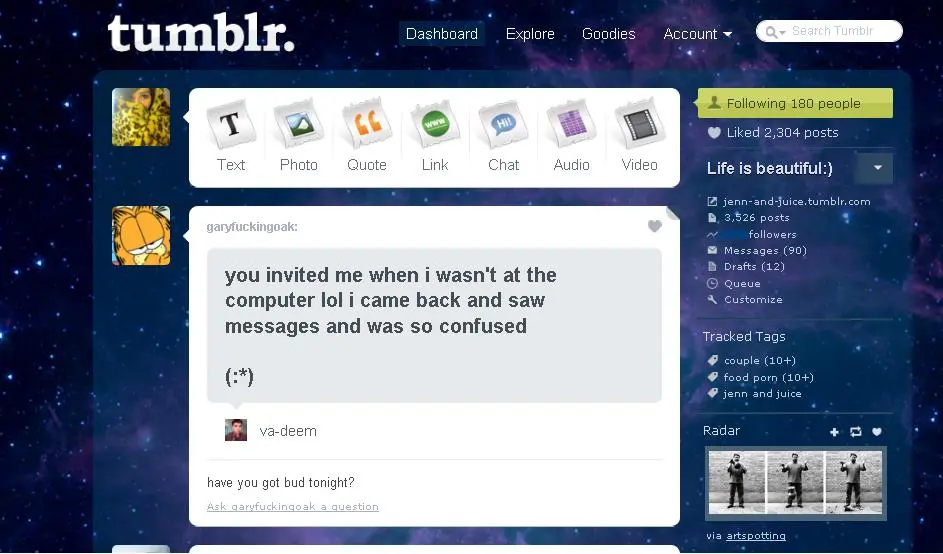 tumblr.
Dashboard
Explore
Goodies
Account
Search Tumblr
T
www
Hi!
Text
Photo
Quote
Link
Chat
Audio
Video
garyfuckingoak:
you invited me when i wasn't at the
computer lol i came back and saw
messages and was so confused
(:*)
va-deem
have you got bud tonight?
Ask garyfuckingoak a question
Following 180 people
Liked 2,304 posts
Life is beautiful:)
jenn-and-juice.tumblr.com
3,526 posts
followers
Messages (90)
Drafts (12)
Queue
Customize
Tracked Tags
couple (10+)
food porn (10+)
jenn and juice
Radar
via artspotting